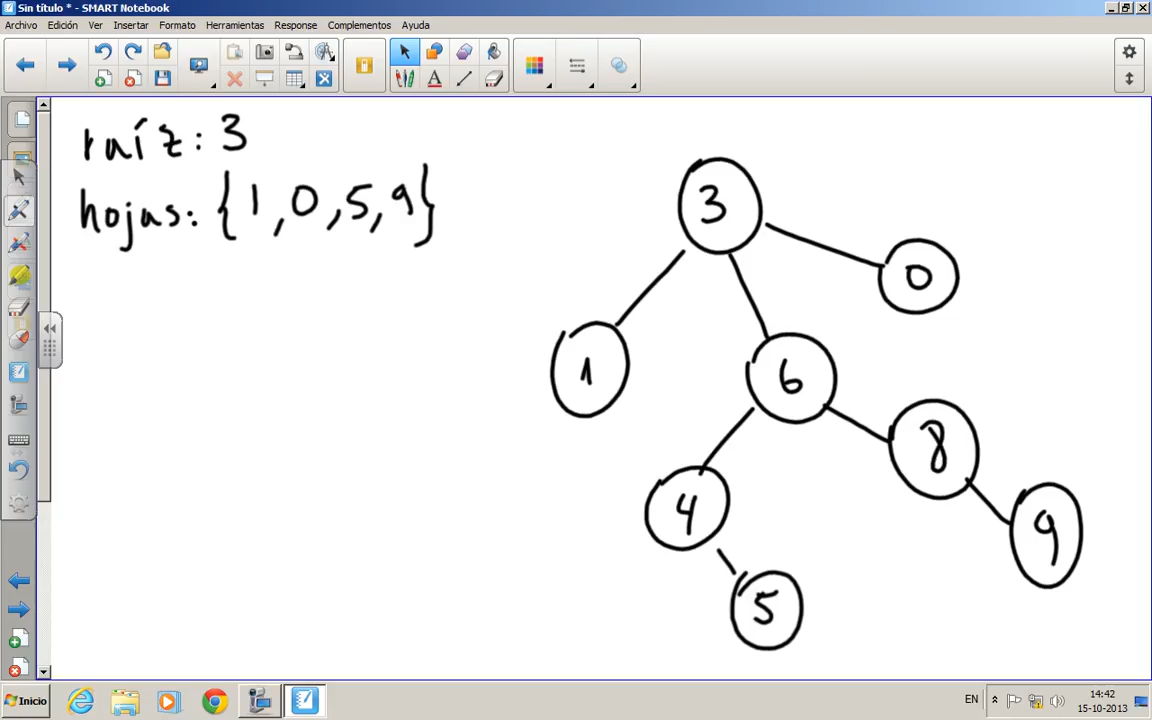 Sin título * - SMART Notebook
Archivo Edición Ver Insertar Formato Herramientas Response Complementos Ayuda
raíz: 3
hojas: {1,0,5,9}
3
0
1
6
8
4
9
5
Inicio
EN
14:42
15-10-2013